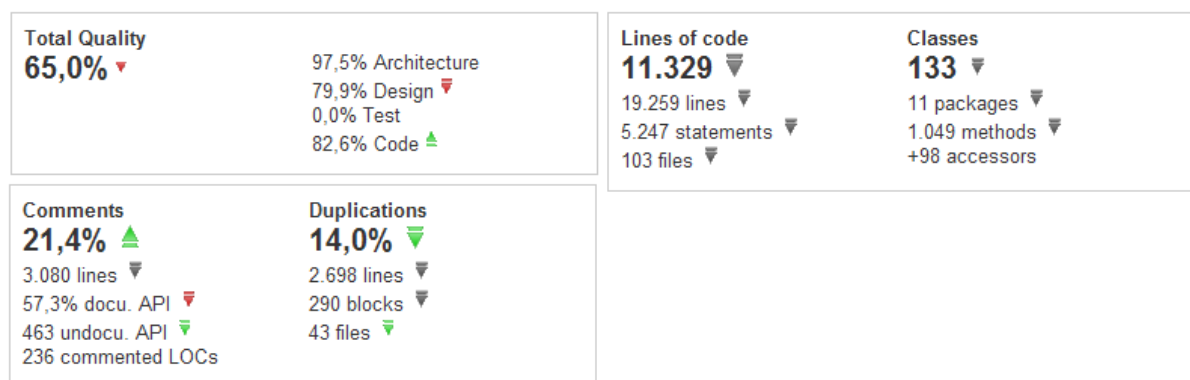 Total Quality
65,0%
97,5% Architecture
79,9% Design
0,0% Test
82,6% Code
Lines of code
11.329
19.259 lines
5.247 statements
103 files
Classes
133
11 packages
1.049 methods
+98 accessors
Comments
21,4%
3.080 lines
57,3% docu. API
463 undocu. API
236 commented LOCs
Duplications
14,0%
2.698 lines
290 blocks
43 files